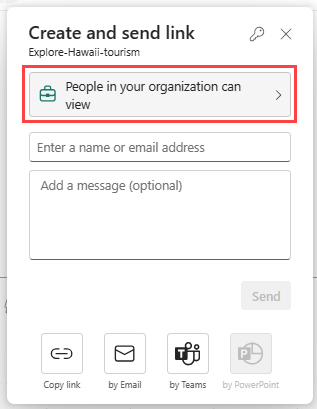 Create and send link
Explore-Hawaii-tourism
People in your organization can
view
Enter a name or email address
Add a message (optional)
Send
Copy link
by Email
by Teams
by PowerPoint